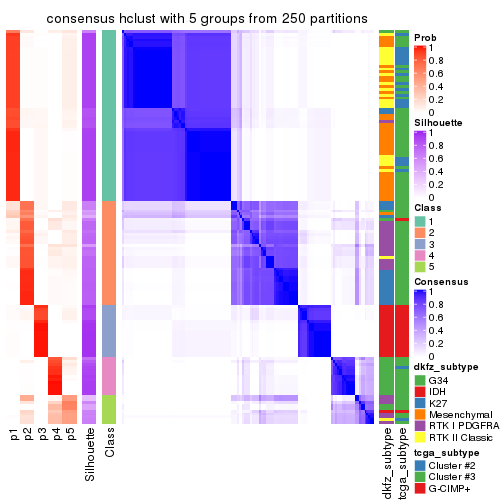 consensus hclust with 5 groups from 250 partitions
Prob
1
0.8
0.6
0.4
0.2
0
Silhouette
1
0.8
0.6
0.4
0.2
0
Class
1
2
3
4
5
Consensus
1
0.8
0.6
0.4
0.2
0
dkfz_subtype
G34
IDH
K27
Mesenchymal
RTK I PDGFRA
RTK II Classic
tcga_subtype
Cluster #2
Cluster #3
G-CIMP+
p1
p2
p3
p4
p5
Silhouette
Class
dkfz_subtype
tcga_subtype